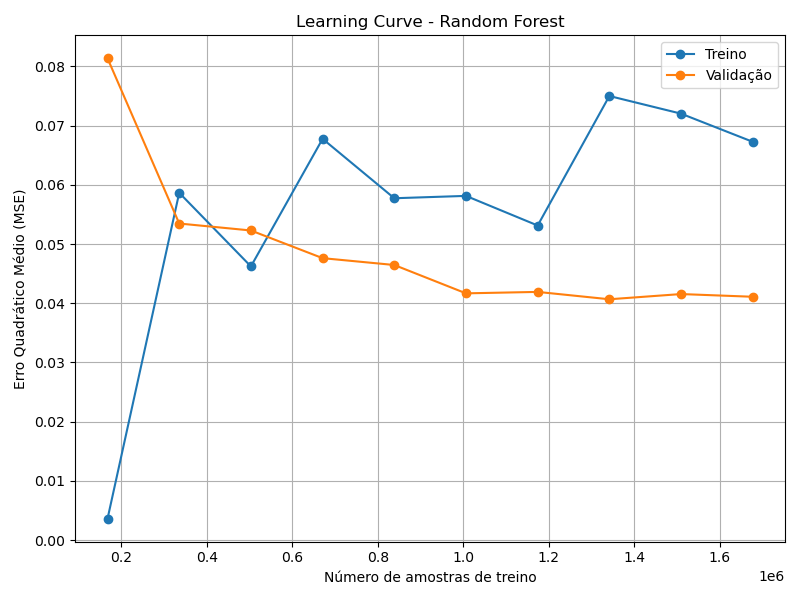 Learning Curve - Random Forest
Treino
Validação
Erro Quadrático Médio (MSE)
0.08
0.07
0.06
0.05
0.04
0.03
0.02
0.01
0.00
0.2 0.4 0.6 0.8 1.0 1.2 1.4 1.6
1e6
Número de amostras de treino